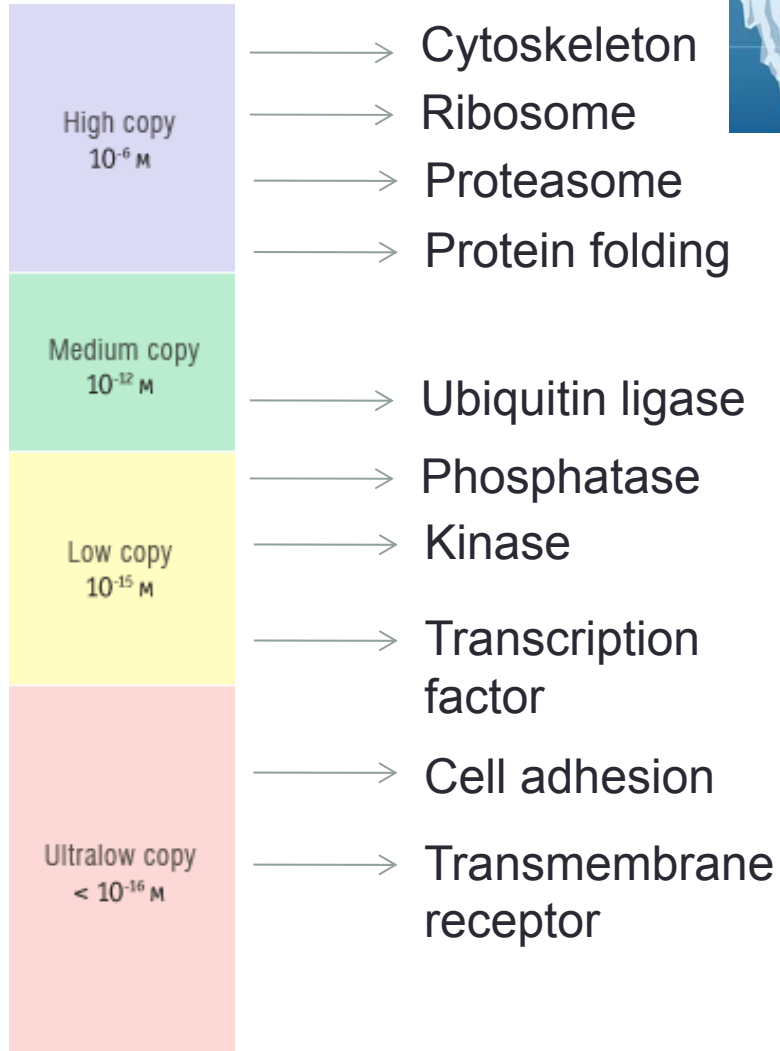 Cytoskeleton
High copy
10⁻⁶ M
Ribosome
Proteasome
Protein folding
Medium copy
10⁻¹² M
Ubiquitin ligase
Phosphatase
Low copy
10⁻¹⁵ M
Kinase
Transcription
factor
Cell adhesion
Ultralow copy
< 10⁻¹⁶ M
Transmembrane
receptor